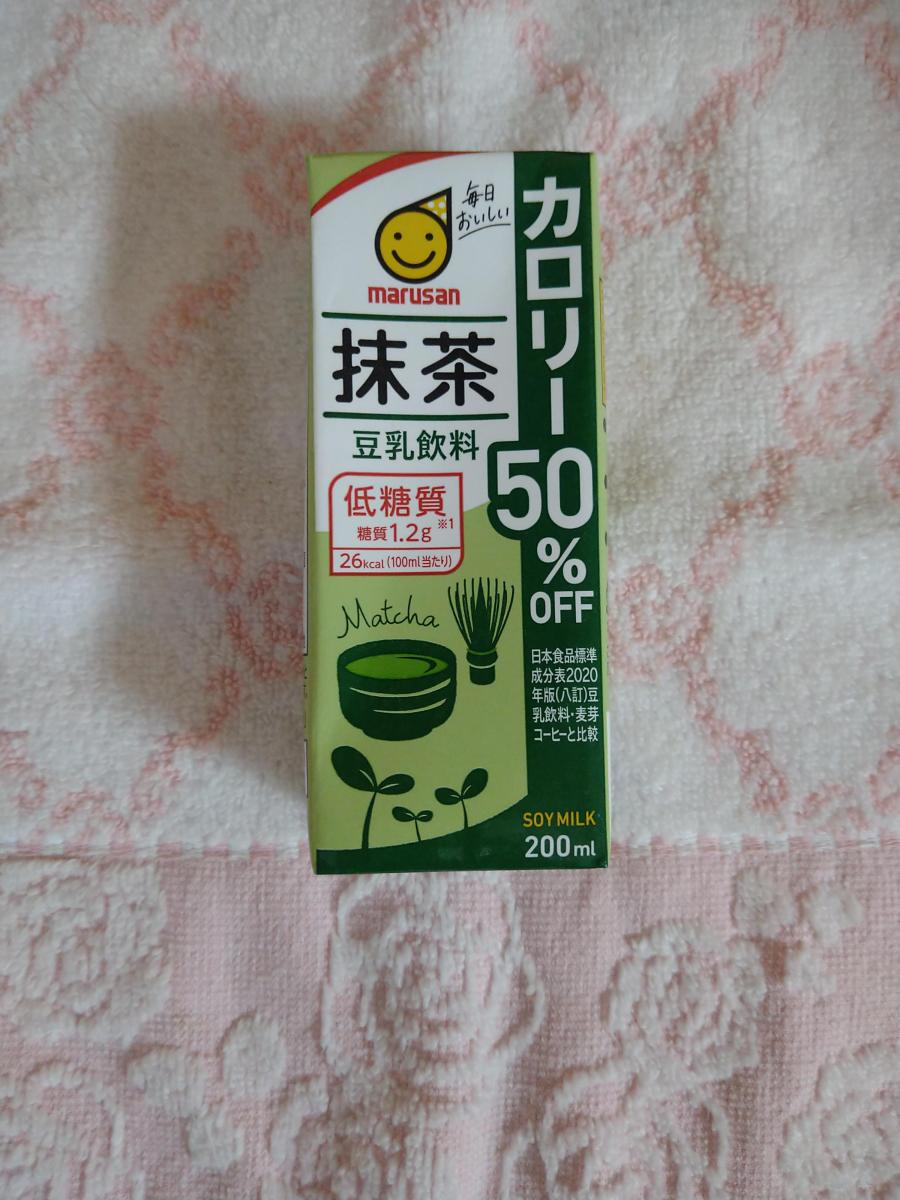 毎日
おいしい
marusan
抹茶
豆乳飲料
低糖質
糖質1.2g※1
26kcal(100ml当たり)
Matcha
カロリー
50
%
OFF
日本食品標準
成分表2020
年版(八訂)豆
乳飲料・麦芽
コーヒーと比較
SOY MILK
200ml